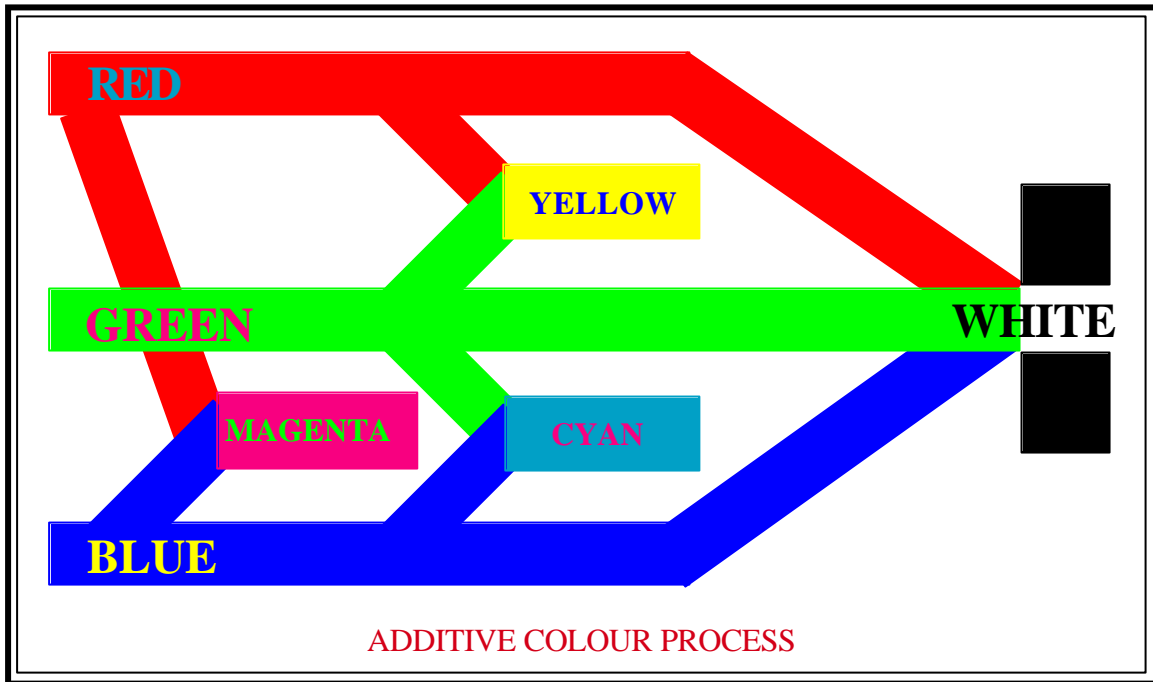 RED
YELLOW
GREEN
WHITE
MAGENTA
CYAN
BLUE
ADDITIVE COLOUR PROCESS